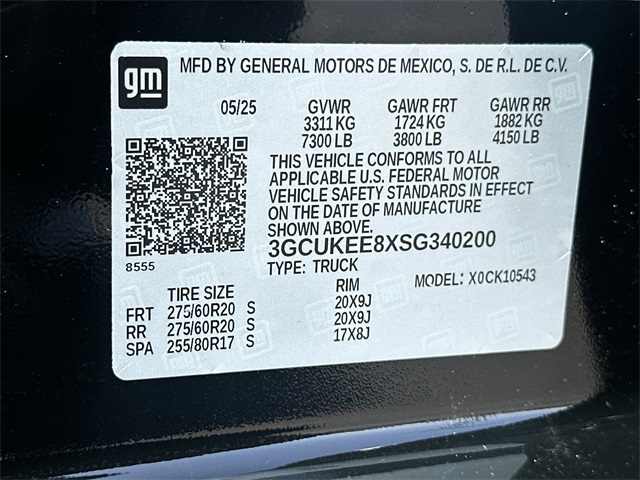 gm
MFD BY GENERAL MOTORS DE MEXICO, S. DE R.L. DE C.V.
05/25 GVWR GAWR FRT GAWR RR
3311 KG 1724 KG 1882 KG
7300 LB 3800 LB 4150 LB
THIS VEHICLE CONFORMS TO ALL
APPLICABLE U.S. FEDERAL MOTOR
VEHICLE SAFETY STANDARDS IN EFFECT
ON THE DATE OF MANUFACTURE
SHOWN ABOVE.
3GCUKEE8XSG340200
8555 TYPE: TRUCK MODEL: X0CK10543
TIRE SIZE RIM
FRT 275/60R20 S 20X9J
RR 275/60R20 S 20X9J
SPA 255/80R17 S 17X8J